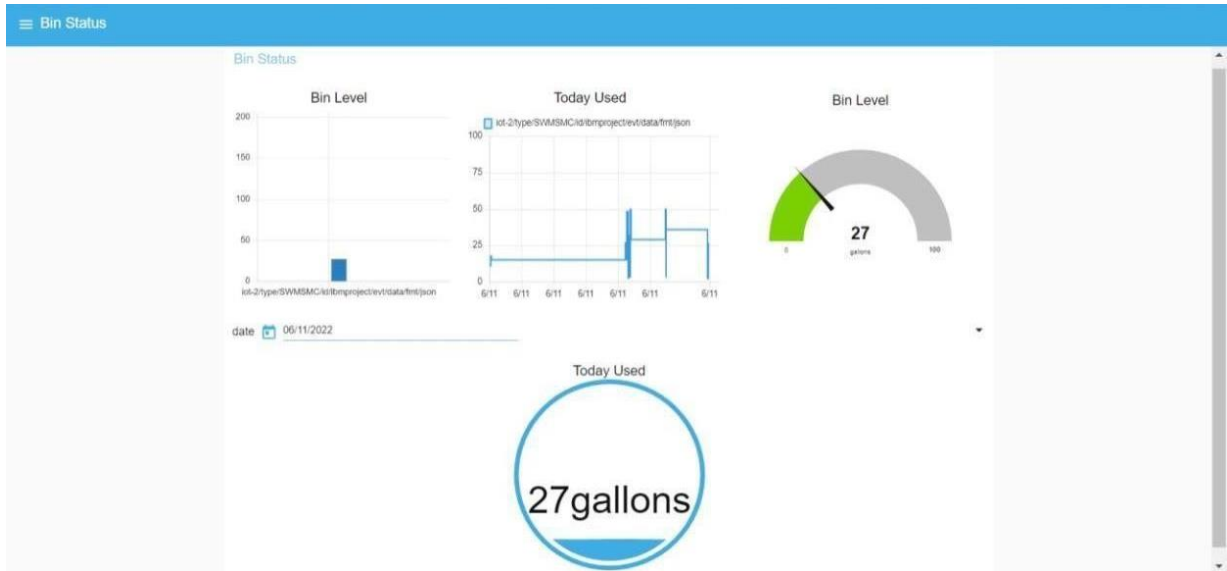 Bin Status
Bin Status
Bin Level
200
150
100
50
0
iot-2/type/SWMSMC/id/ibmproject/evt/data/fmt/json
Today Used
iot-2/type/SWMSMC/id/ibmproject/evt/data/fmt/json
100
75
50
25
0
6/11 6/11 6/11 6/11 6/11 6/11 6/11
Bin Level
27
galons
0 100
date 06/11/2022
Today Used
27gallons